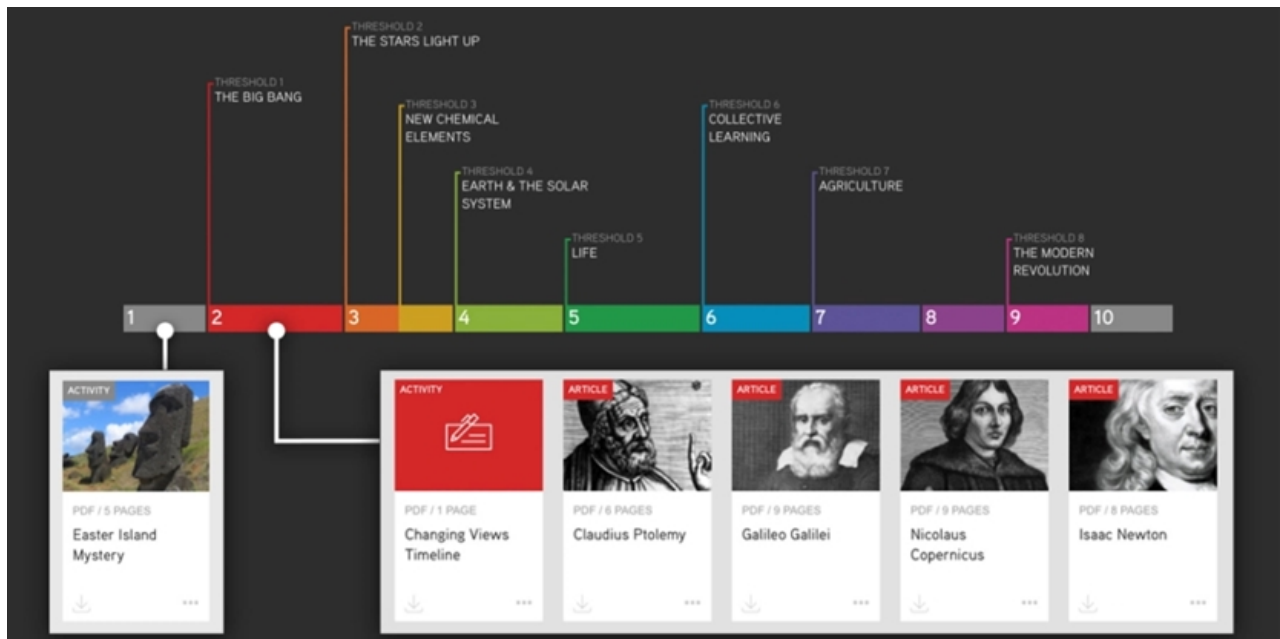 THRESHOLD 2
THE STARS LIGHT UP
THRESHOLD 1
THE BIG BANG
THRESHOLD 3
NEW CHEMICAL
ELEMENTS
THRESHOLD 6
COLLECTIVE
LEARNING
THRESHOLD 4
EARTH & THE SOLAR
SYSTEM
THRESHOLD 7
AGRICULTURE
THRESHOLD 5
LIFE
THRESHOLD 8
THE MODERN
REVOLUTION
1 2 3 4 5 6 7 8 9 10
ACTIVITY
PDF / 5 PAGES
Easter Island
Mystery
ACTIVITY
PDF / 1 PAGE
Changing Views
Timeline
ARTICLE
PDF / 6 PAGES
Claudius Ptolemy
ARTICLE
PDF / 9 PAGES
Galileo Galilei
ARTICLE
PDF / 9 PAGES
Nicolaus
Copernicus
ARTICLE
PDF / 8 PAGES
Isaac Newton